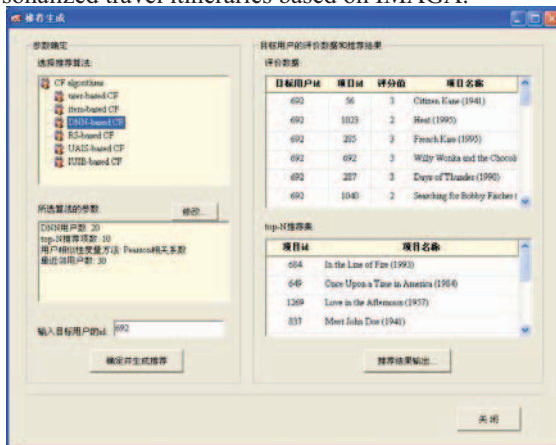 sonalized travel itineraries based on IMAGA.
推荐生成
参数确定
选择推荐算法:
CF algorithms
user-based CF
item-based CF
DNN-based CF
RS-based CF
UAIS-based CF
IUIB-based CF
所选算法的参数:
修改...
DNN用户数: 20
top-N推荐项数: 10
用户相似性度量方法: Pearson相关系数
最近邻用户数: 30
输入目标用户的id: 692
确定并生成推荐
目标用户的评价数据和推荐结果
评价数据:
目标用户id 项目id 评分值 项目名称
692 56 3 Citizen Kane (1941)
692 1023 2 Heat (1995)
692 285 3 French Kiss (1995)
692 692 3 Willy Wonka and the Chocol
692 287 3 Days of Thunder (1990)
692 1040 2 Searching for Bobby Fischer (
top-N推荐集:
项目id 项目名称
684 In the Line of Fire (1993)
649 Once Upon a Time in America (1984)
1269 Love in the Afternoon (1957)
837 Meet John Doe (1941)
推荐结果输出...
关闭